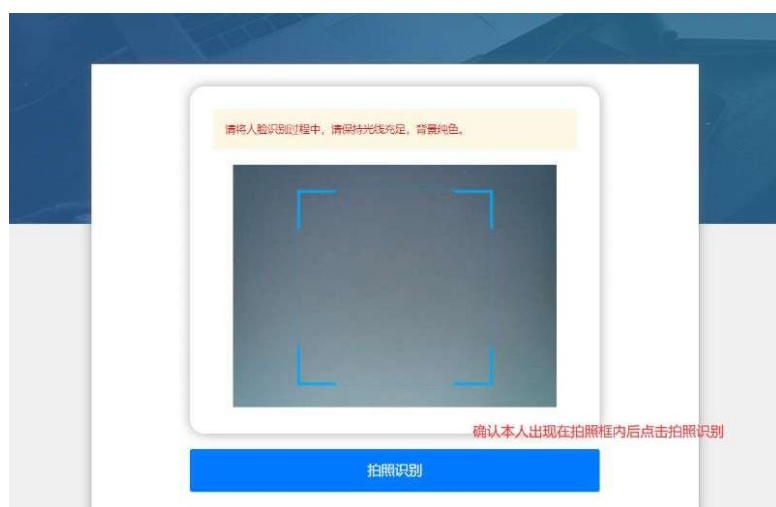 请将人脸识别过程中，请保持光线充足，背景纯色。
确认本人出现在拍照框内后点击拍照识别
拍照识别